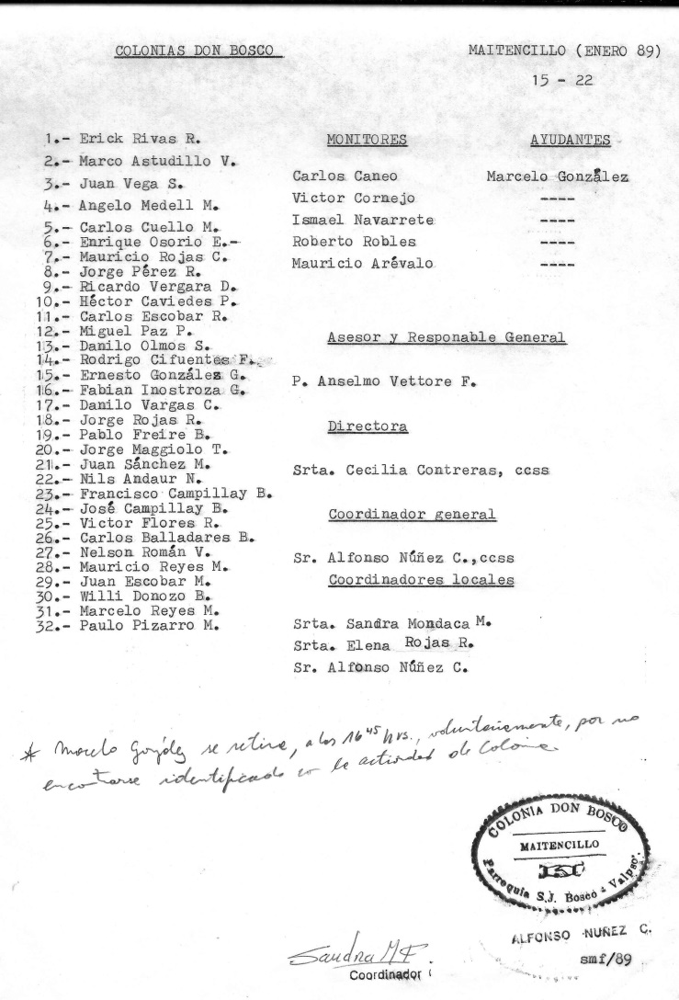 COLONIAS DON BOSCO
MAITENCILLO (ENERO 89)
15 - 22
1.- Erick Rivas R.
2.- Marco Astudillo V.
3.- Juan Vega S.
4.- Angelo Medell M.
5.- Carlos Cuello M.
6.- Enrique Osorio E.-
7.- Mauricio Rojas C.
8.- Jorge Pérez R.
9.- Ricardo Vergara D.
10.- Héctor Caviedes P.
11.- Carlos Escobar R.
12.- Miguel Paz P.
13.- Danilo Olmos S.
14.- Rodrigo Cifuentes F.
15.- Ernesto González G.
16.- Fabian Inostroza G.
17.- Danilo Vargas C.
18.- Jorge Rojas R.
19.- Pablo Freire B.
20.- Jorge Maggiolo T.
21.- Juan Sánchez M.
22.- Nils Andaur N.
23.- Francisco Campillay B.
24.- José Campillay B.
25.- Victor Flores R.
26.- Carlos Balladares B.
27.- Nelson Román V.
28.- Mauricio Reyes M.
29.- Juan Escobar M.
30.- Willi Donozo B.
31.- Marcelo Reyes M.
32.- Paulo Pizarro M.
MONITORES
Carlos Caneo
Victor Cornejo
Ismael Navarrete
Roberto Robles
Mauricio Arévalo
AYUDANTES
Marcelo González
----
----
----
----
Asesor y Responable General
P. Anselmo Vettore F.
Directora
Srta. Cecilia Contreras, ccss
Coordinador general
Sr. Alfonso Núñez C.,ccss
Coordinadores locales
Srta. Sandra Mondaca M.
Srta. Elena Rojas R.
Sr. Alfonso Núñez C.
* Marcelo González se retira, a las 16 45 hrs., voluntariamente, por no
encontrarse identificado con la actividad de Colonia.
COLONIA DON BOSCO
MAITENCILLO
Parroquia S.J. Bosco - Valpso.
ALFONSO NUÑEZ C.
smf/89
Sandra M F
Coordinador